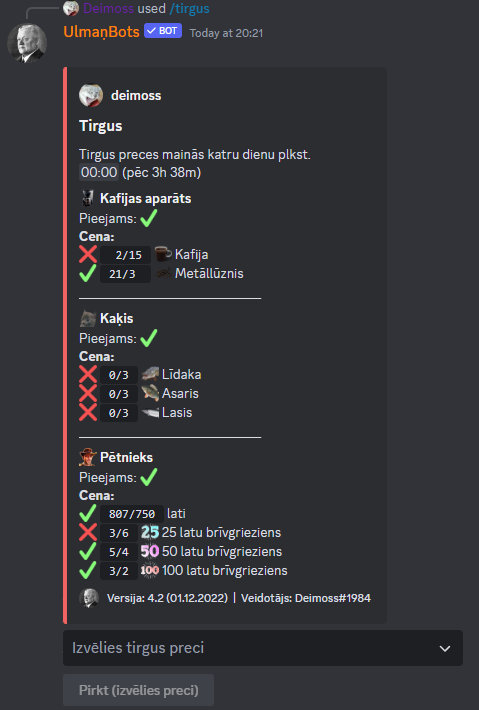 Deimoss used /tirgus
UlmaņBots BOT Today at 20:21
deimoss
Tirgus
Tirgus preces mainās katru dienu plkst.
00:00 (pēc 3h 38m)
Kafijas aparāts
Pieejams:
Cena:
2/15 Kafija
21/3 Metāllūznis
Kaķis
Pieejams:
Cena:
0/3 Līdaka
0/3 Asaris
0/3 Lasis
Pētnieks
Pieejams:
Cena:
807/750 lati
3/6 25 25 latu brīvgrieziens
5/4 50 50 latu brīvgrieziens
3/2 100 100 latu brīvgrieziens
Versija: 4.2 (01.12.2022) | Veidotājs: Deimoss#1984
Izvēlies tirgus preci
Pirkt (izvēlies preci)